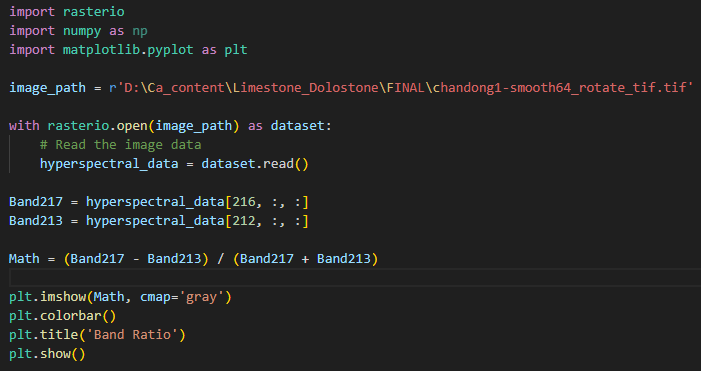 import rasterio
import numpy as np
import matplotlib.pyplot as plt
image_path = r'D:\Ca_content\Limestone_Dolostone\FINAL\chandong1-smooth64_rotate_tif.tif'
with rasterio.open(image_path) as dataset:
    # Read the image data
    hyperspectral_data = dataset.read()
Band217 = hyperspectral_data[216, :, :]
Band213 = hyperspectral_data[212, :, :]
Math = (Band217 - Band213) / (Band217 + Band213)
plt.imshow(Math, cmap='gray')
plt.colorbar()
plt.title('Band Ratio')
plt.show()